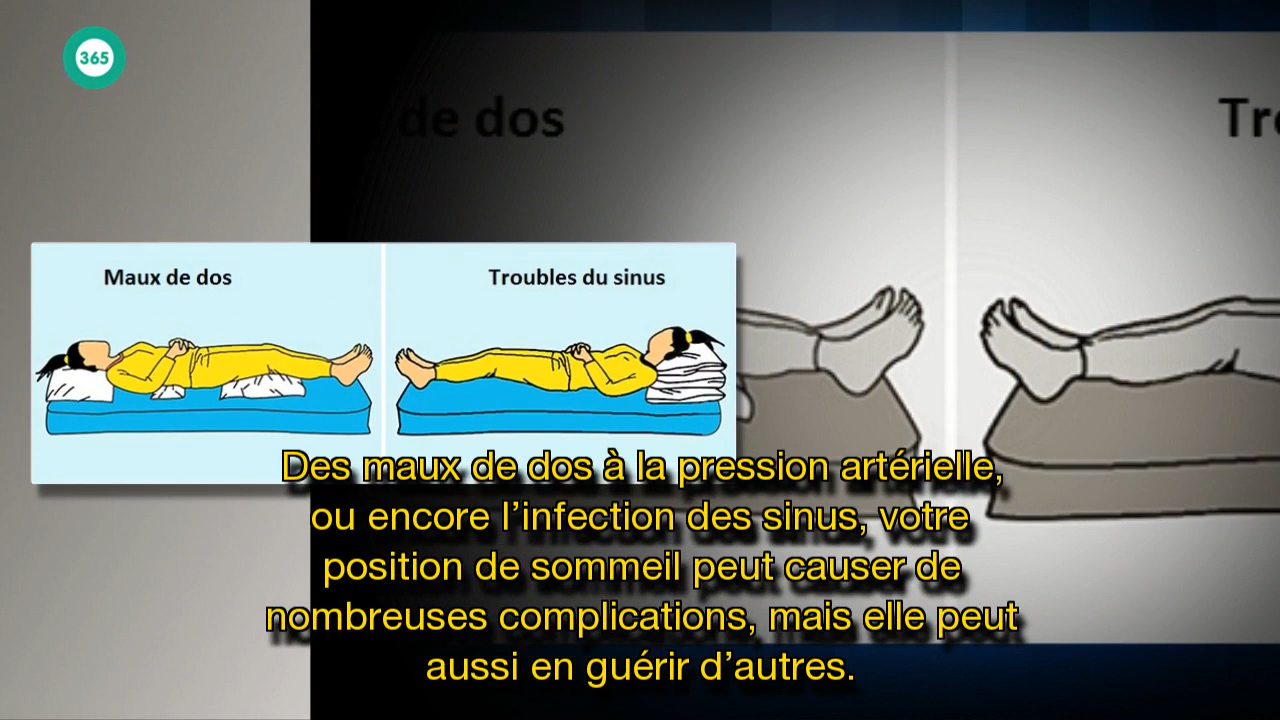 365
de dos
Maux de dos
Troubles du sinus
Des maux de dos à la pression artérielle,
ou encore l’infection des sinus, votre
position de sommeil peut causer de
nombreuses complications, mais elle peut
aussi en guérir d’autres.